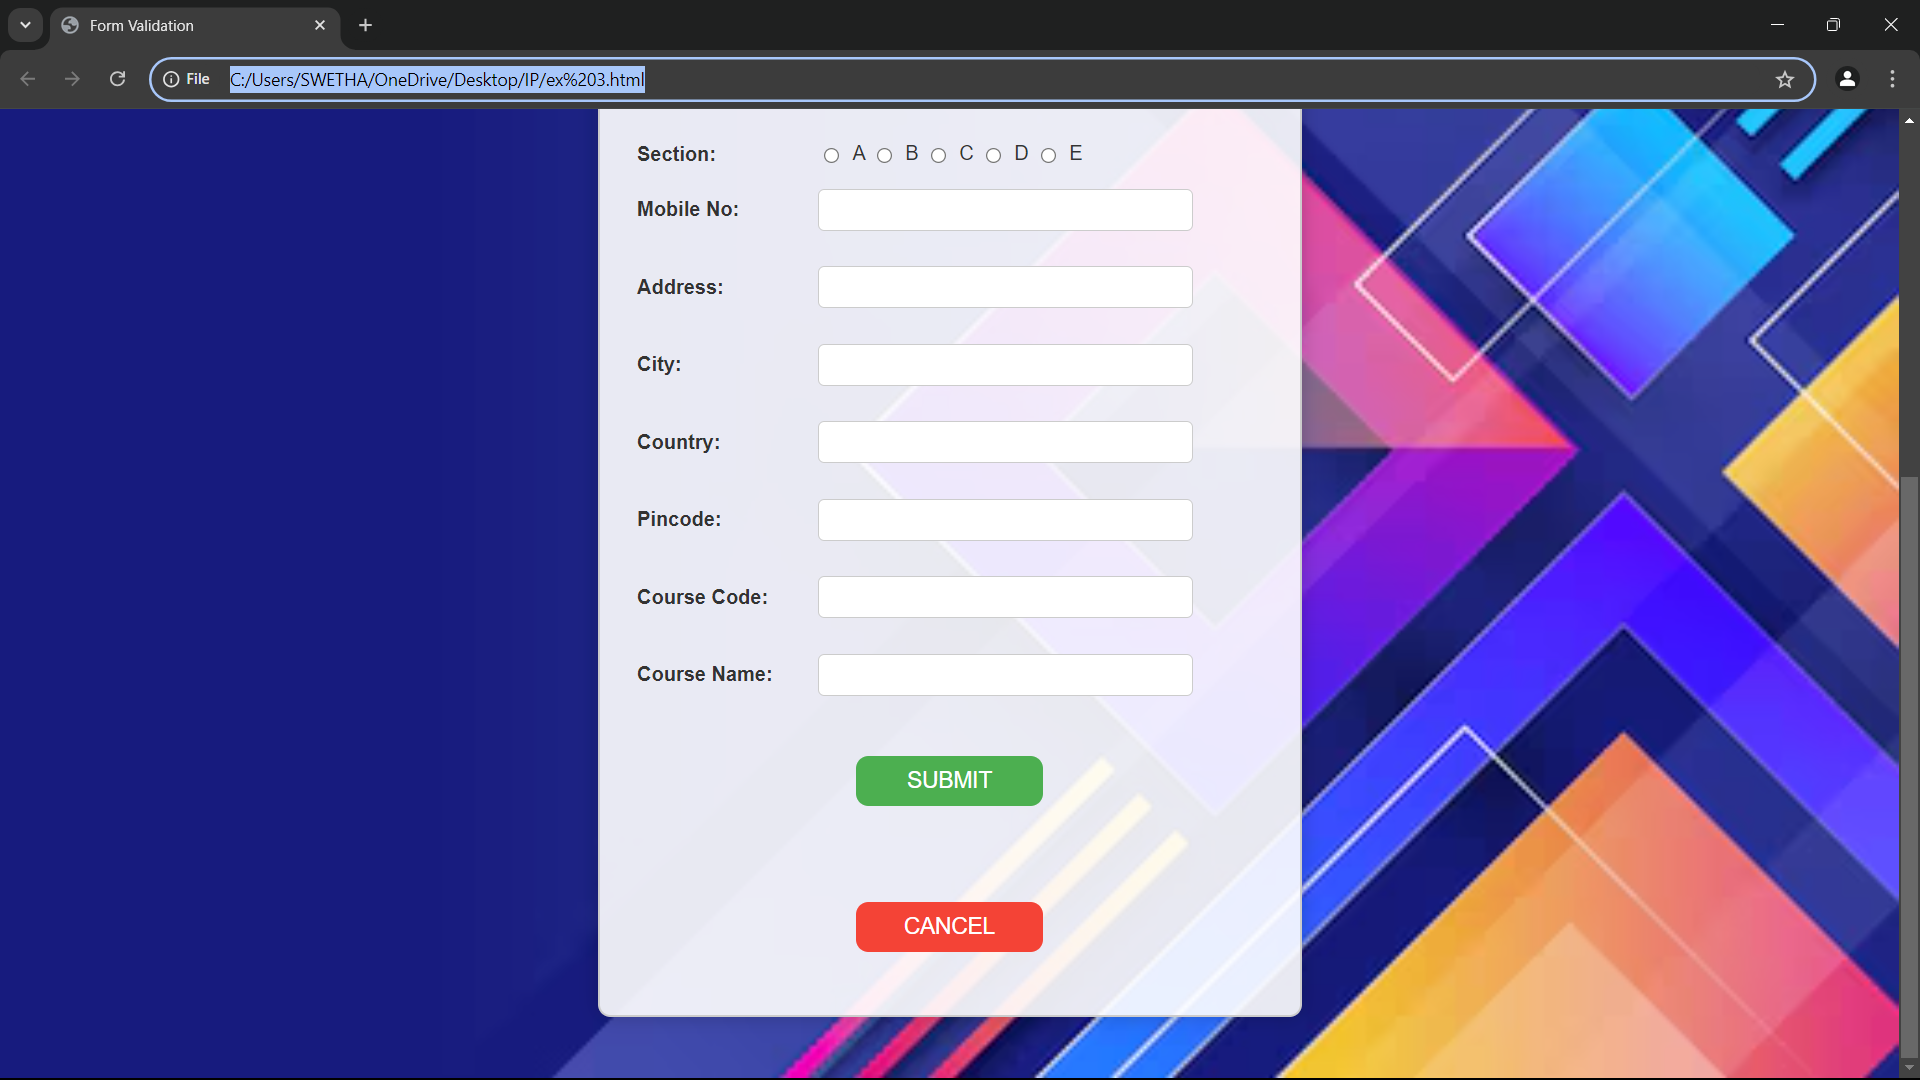 Form Validation
File C:/Users/SWETHA/OneDrive/Desktop/IP/ex%203.html
Section: A B C D E
Mobile No:
Address:
City:
Country:
Pincode:
Course Code:
Course Name:
SUBMIT
CANCEL